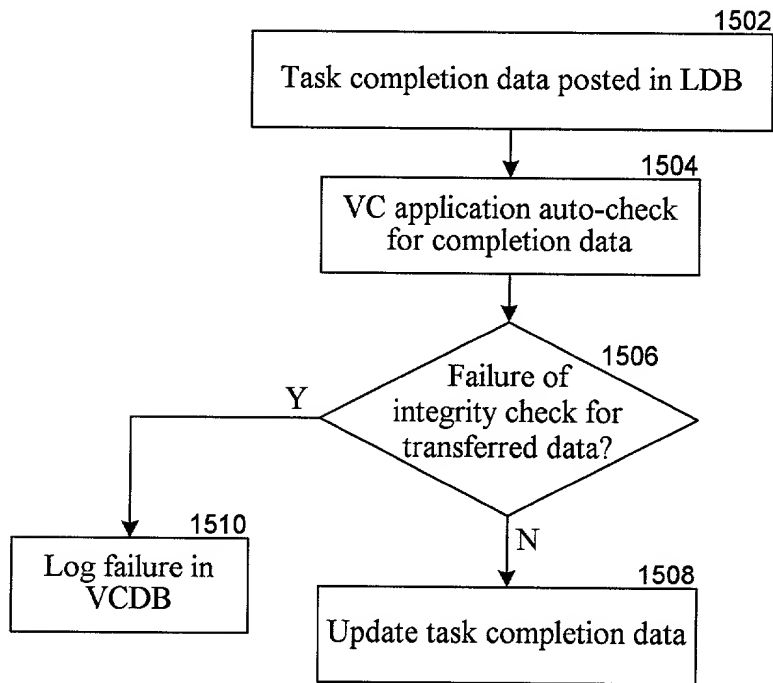 1502
Task completion data posted in LDB
1504
VC application auto-check
for completion data
1506
Failure of
integrity check for
transferred data?
Y
N
1510
Log failure in
VCDB
1508
Update task completion data